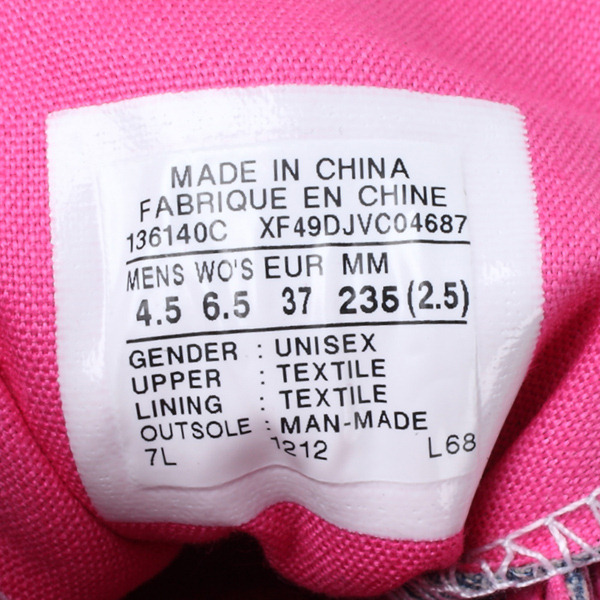 MADE IN CHINA
FABRIQUE EN CHINE
136140C XF49DJVC04687
MENS WO'S EUR MM
4.5 6.5 37 235 (2.5)
GENDER : UNISEX
UPPER : TEXTILE
LINING : TEXTILE
OUTSOLE : MAN-MADE
7L 1212 L68